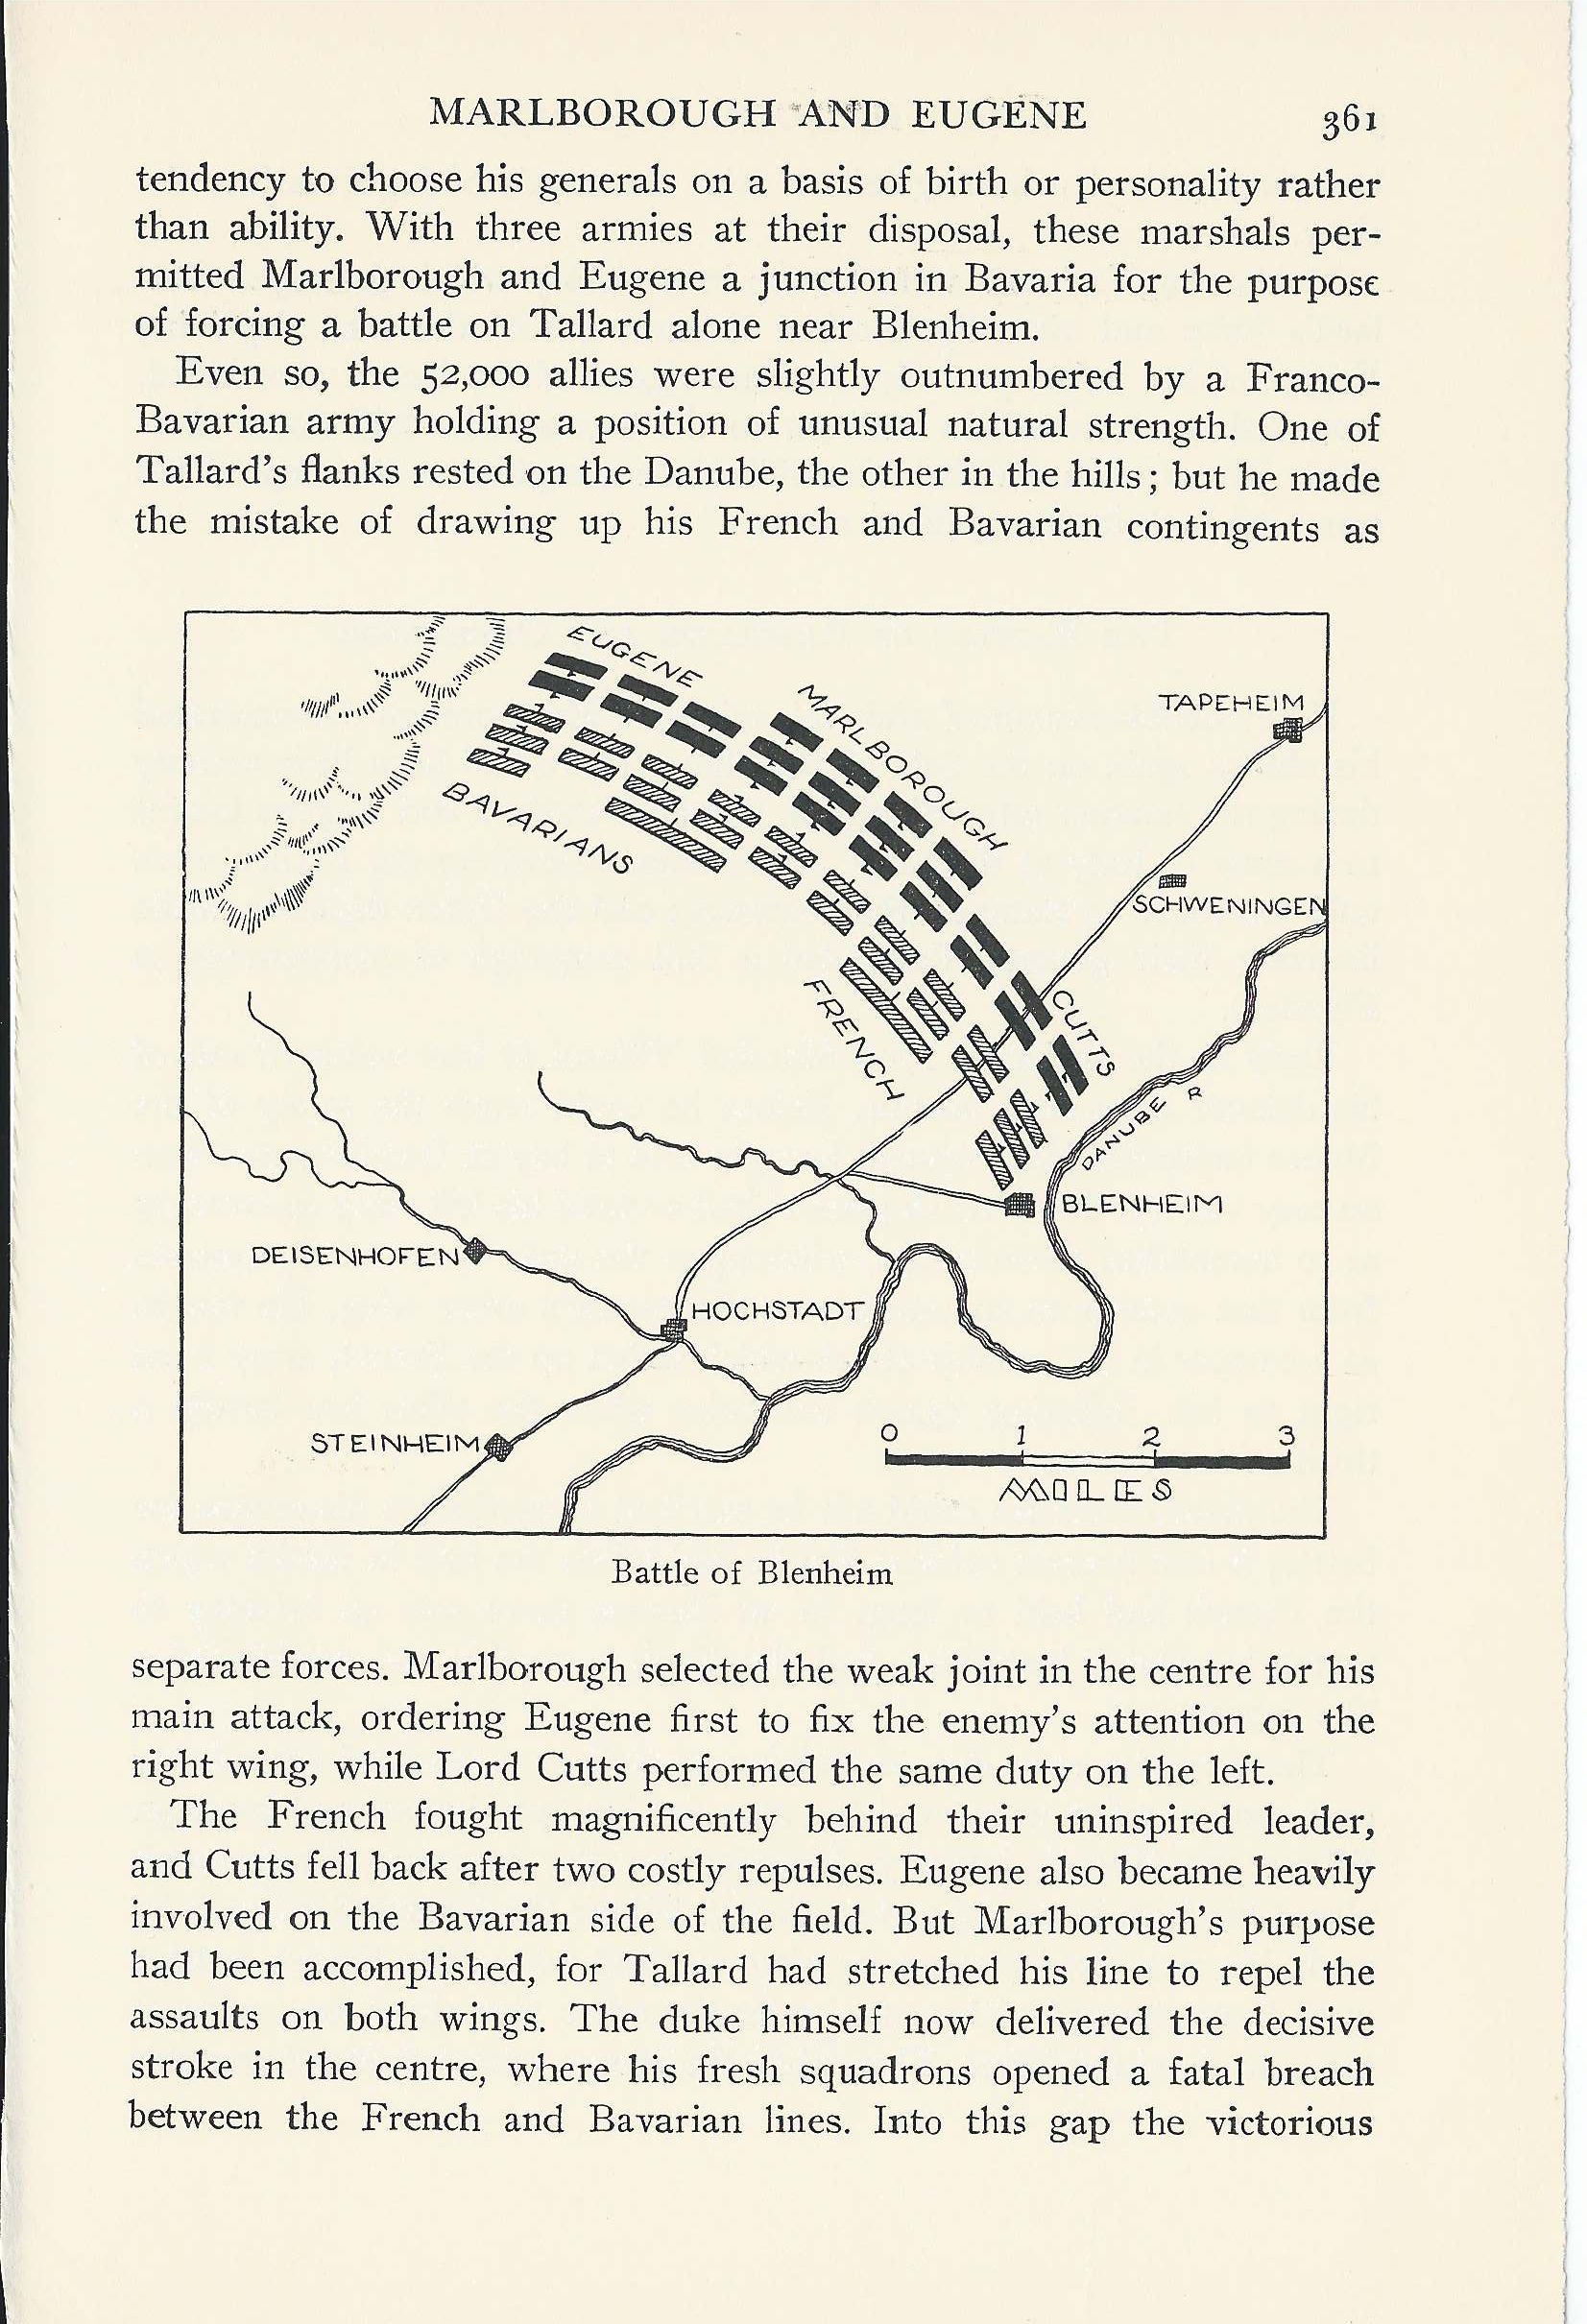 MARLBOROUGH AND EUGENE 361
tendency to choose his generals on a basis of birth or personality rather
than ability. With three armies at their disposal, these marshals per-
mitted Marlborough and Eugene a junction in Bavaria for the purpose
of forcing a battle on Tallard alone near Blenheim.
Even so, the 52,000 allies were slightly outnumbered by a Franco-
Bavarian army holding a position of unusual natural strength. One of
Tallard's flanks rested on the Danube, the other in the hills; but he made
the mistake of drawing up his French and Bavarian contingents as
EUGENE
MARLBOROUGH
TAPEHEIM
BAVARIANS
SCHWENINGEN
FRENCH
CUTTS
DANUBE R
BLENHEIM
DEISENHOFEN
HOCHSTADT
STEINHEIM
0 1 2 3
MILES
Battle of Blenheim
separate forces. Marlborough selected the weak joint in the centre for his
main attack, ordering Eugene first to fix the enemy's attention on the
right wing, while Lord Cutts performed the same duty on the left.
The French fought magnificently behind their uninspired leader,
and Cutts fell back after two costly repulses. Eugene also became heavily
involved on the Bavarian side of the field. But Marlborough's purpose
had been accomplished, for Tallard had stretched his line to repel the
assaults on both wings. The duke himself now delivered the decisive
stroke in the centre, where his fresh squadrons opened a fatal breach
between the French and Bavarian lines. Into this gap the victorious